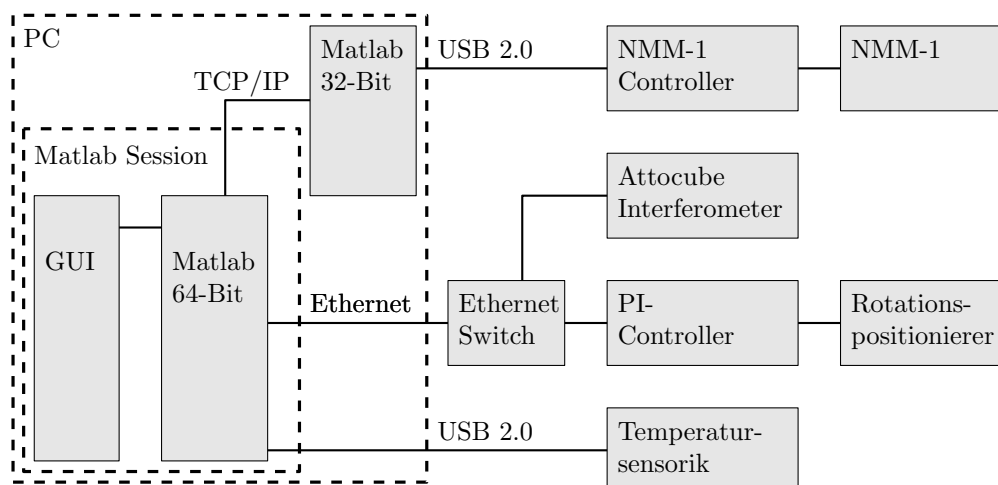 PC
Matlab
32-Bit
USB 2.0
NMM-1
Controller
NMM-1
TCP/IP
Matlab Session
GUI
Matlab
64-Bit
Attocube
Interferometer
Ethernet
Ethernet
Switch
PI-
Controller
Rotations-
positionierer
USB 2.0
Temperatur-
sensorik